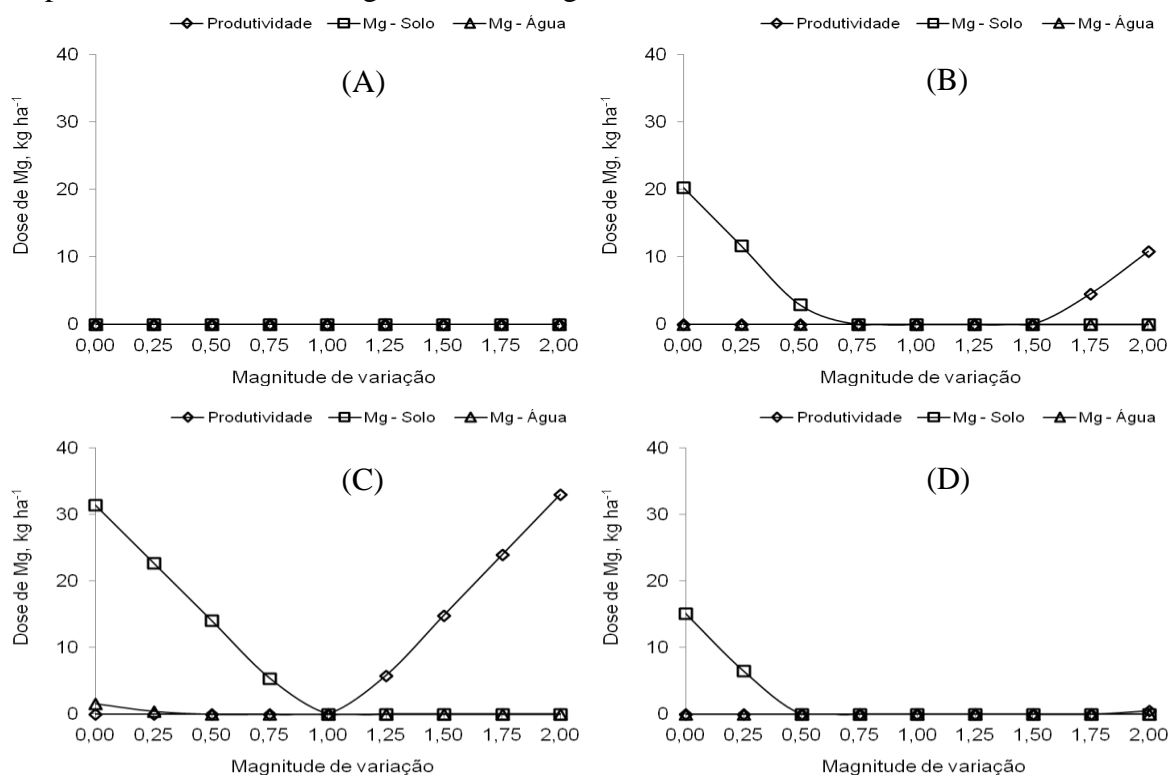 Produtividade Mg - Solo Mg - Água
Produtividade Mg - Solo Mg - Água
(A)
(B)
Dose de Mg, kg ha-1
40
30
20
10
0
0,00 0,25 0,50 0,75 1,00 1,25 1,50 1,75 2,00
Magnitude de variação
Dose de Mg, kg ha-1
40
30
20
10
0
0,00 0,25 0,50 0,75 1,00 1,25 1,50 1,75 2,00
Magnitude de variação
Produtividade Mg - Solo Mg - Água
Produtividade Mg - Solo Mg - Água
(C)
(D)
Dose de Mg, kg ha-1
40
30
20
10
0
0,00 0,25 0,50 0,75 1,00 1,25 1,50 1,75 2,00
Magnitude de variação
Dose de Mg, kg ha-1
40
30
20
10
0
0,00 0,25 0,50 0,75 1,00 1,25 1,50 1,75 2,00
Magnitude de variação